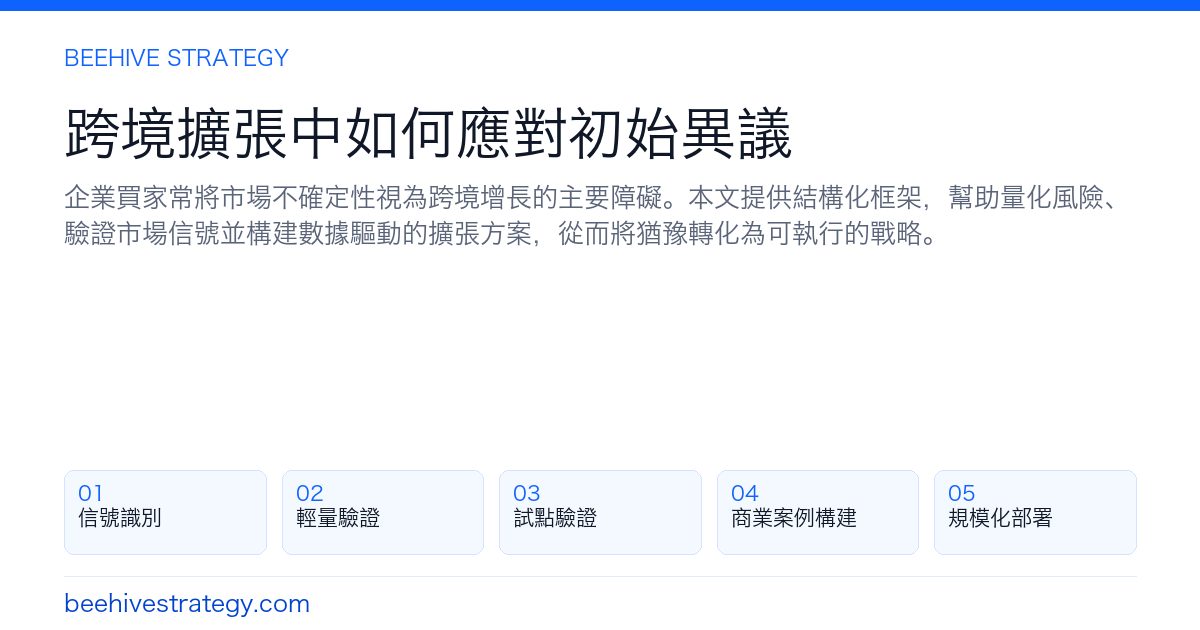 BEEHIVE STRATEGY
跨境擴張中如何應對初始異議
企業買家常將市場不確定性視為跨境增長的主要障礙。本文提供結構化框架，幫助量化風險、
驗證市場信號並構建數據驅動的擴張方案，從而將猶豫轉化為可執行的戰略。
01
信號識別
02
輕量驗證
03
試點驗證
04
商業案例構建
05
規模化部署
beehivestrategy.com